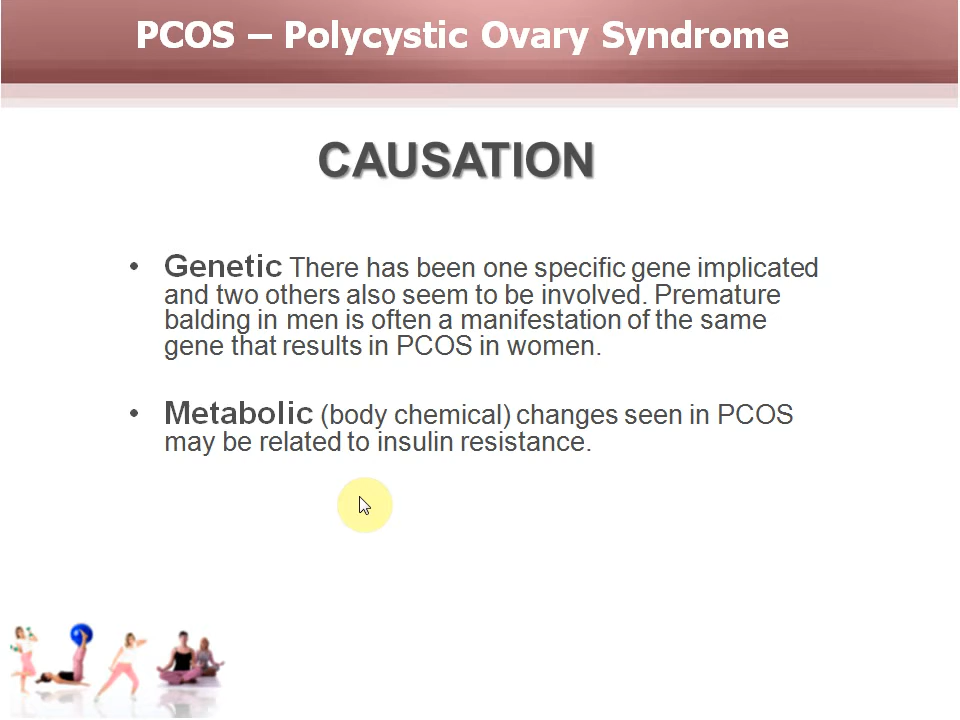 PCOS – Polycystic Ovary Syndrome
CAUSATION
• Genetic There has been one specific gene implicated
and two others also seem to be involved. Premature
balding in men is often a manifestation of the same
gene that results in PCOS in women.
• Metabolic (body chemical) changes seen in PCOS
may be related to insulin resistance.